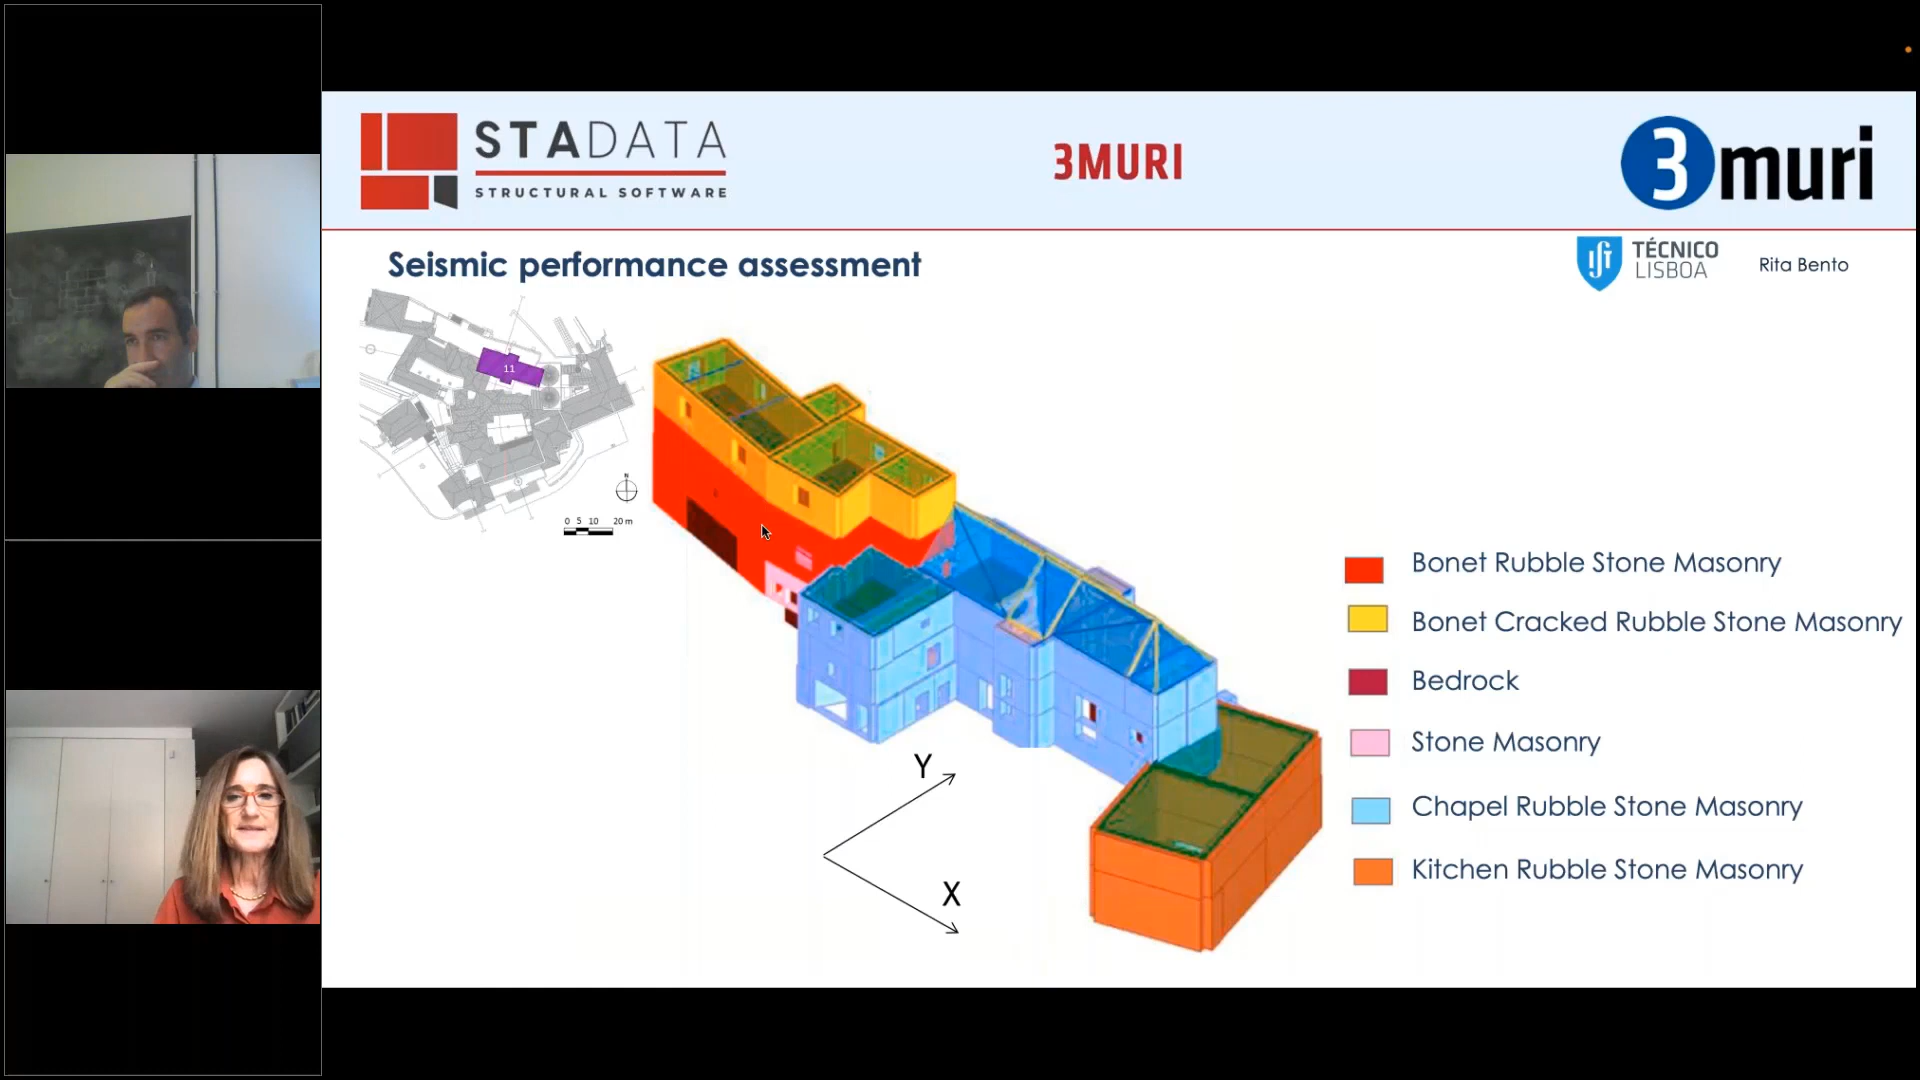 STADATA
STRUCTURAL SOFTWARE
3MURI
3muri
Seismic performance assessment
TÉCNICO
LISBOA
Rita Bento
11
N
0 5 10 20 m
Bonet Rubble Stone Masonry
Bonet Cracked Rubble Stone Masonry
Bedrock
Stone Masonry
Chapel Rubble Stone Masonry
Kitchen Rubble Stone Masonry
Y
X